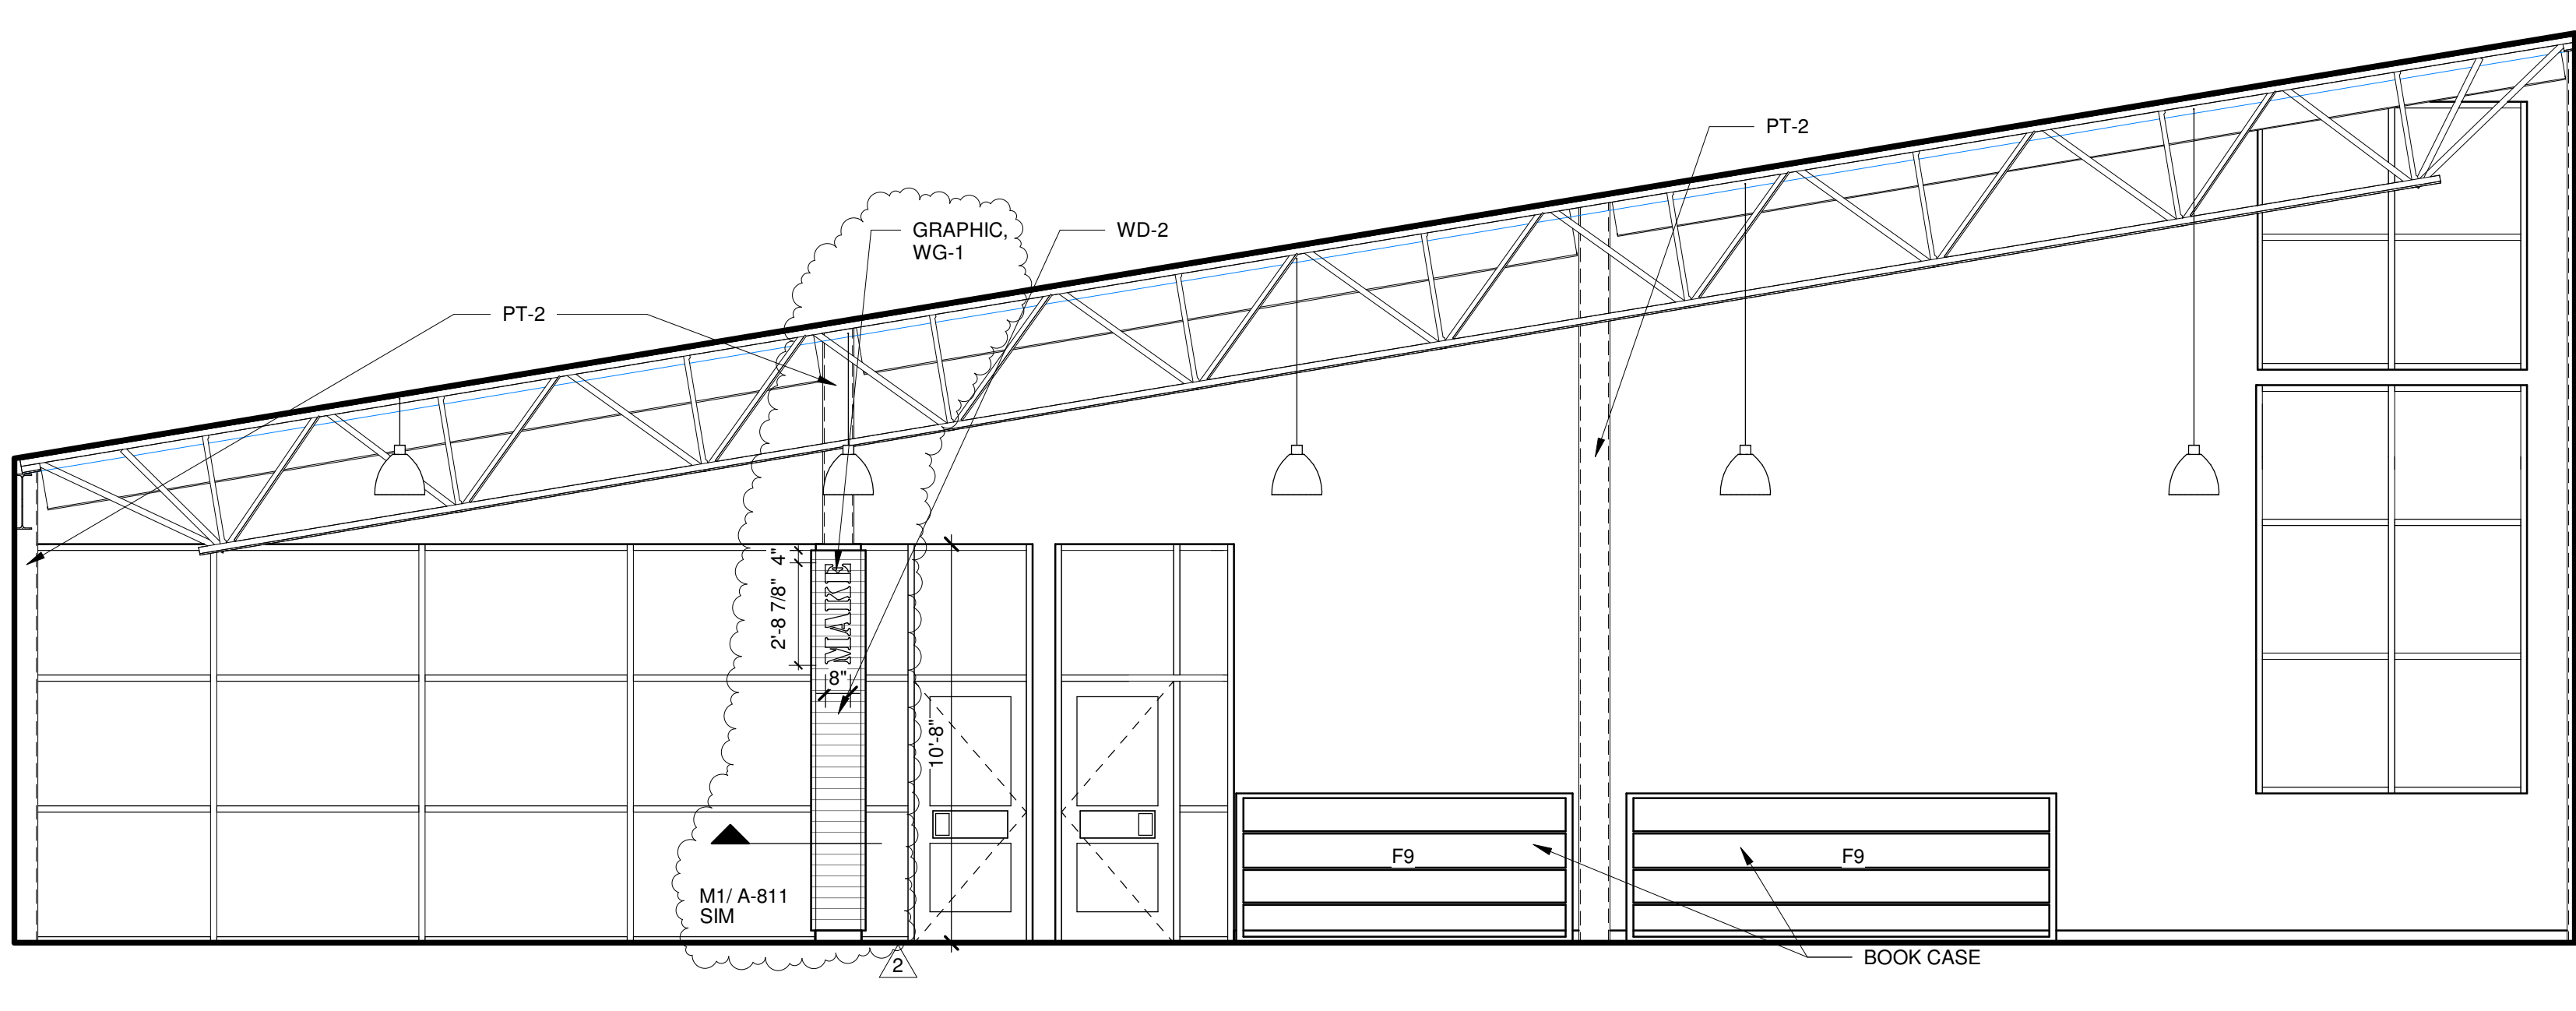 PT-2
GRAPHIC,
WG-1
WD-2
PT-2
4"
2'-8 7/8"
MAKE
8"
10'-8"
F9
F9
M1/ A-811
SIM
BOOK CASE
2